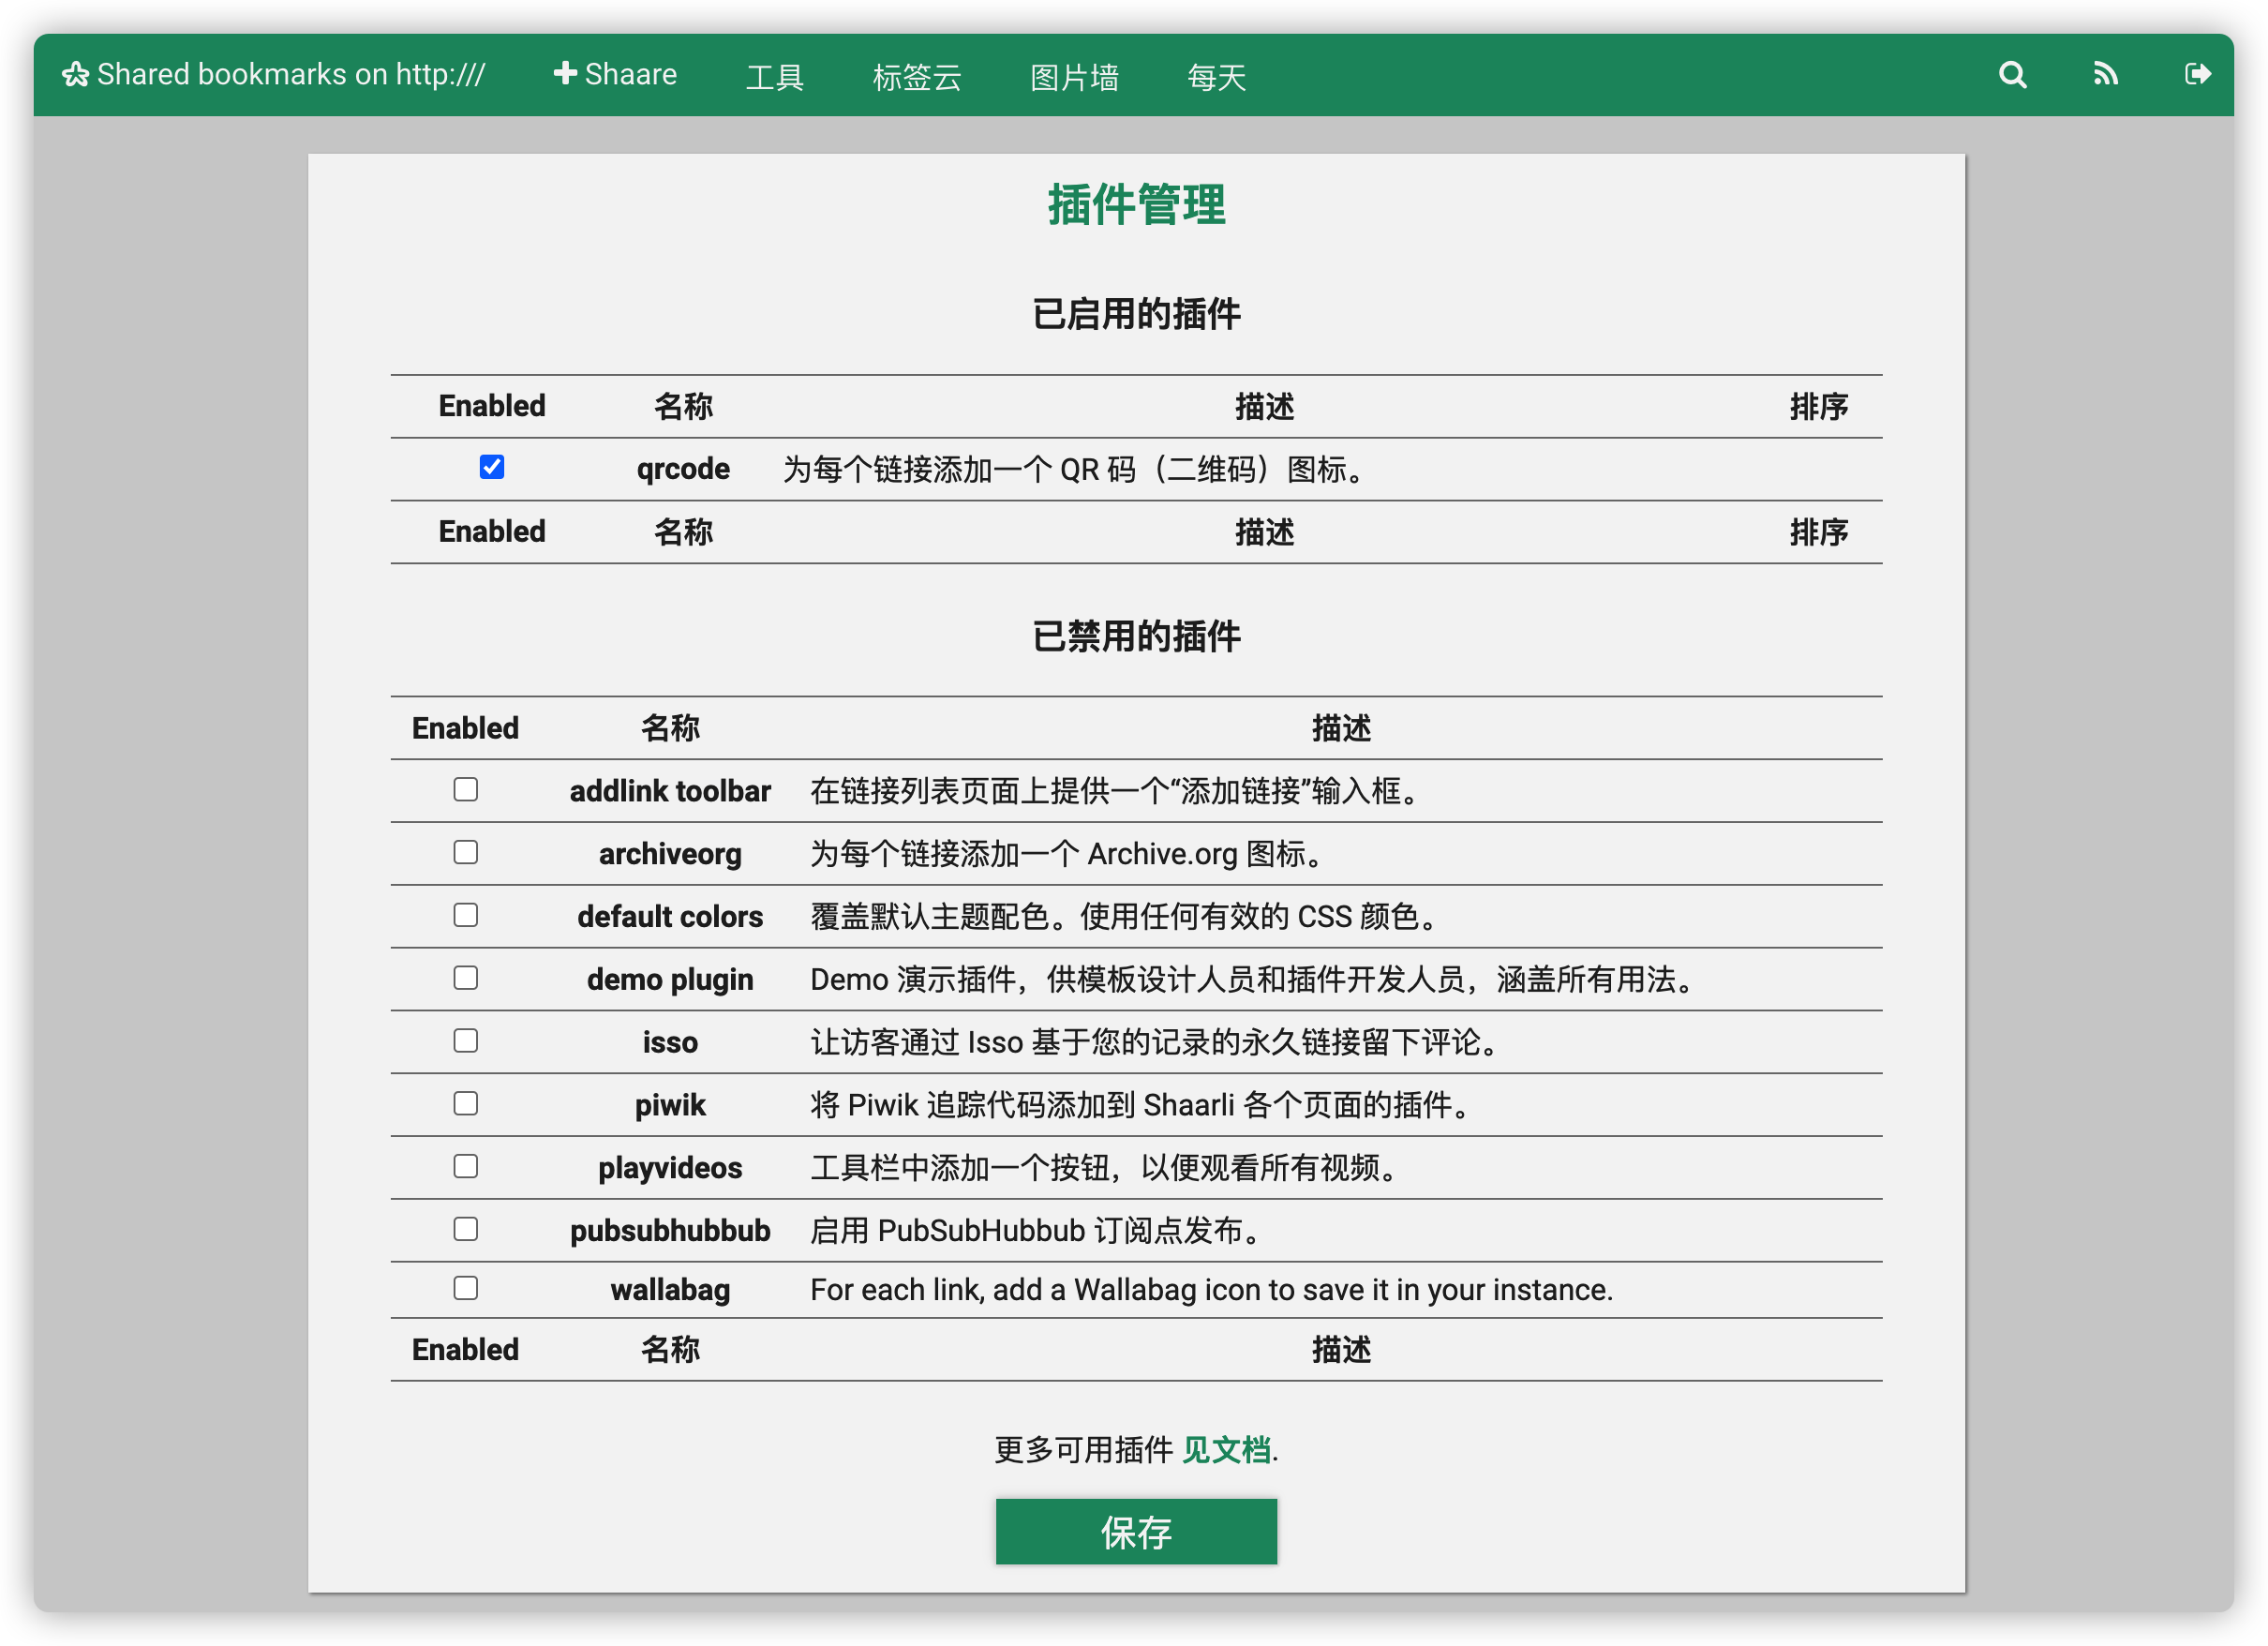 Shared bookmarks on http:/// Shaare 工具 标签云 图片墙 每天
插件管理
已启用的插件
Enabled 名称 描述 排序
qrcode 为每个链接添加一个 QR 码（二维码）图标。
Enabled 名称 描述 排序
已禁用的插件
Enabled 名称 描述
addlink toolbar 在链接列表页面上提供一个“添加链接”输入框。
archiveorg 为每个链接添加一个 Archive.org 图标。
default colors 覆盖默认主题配色。使用任何有效的 CSS 颜色。
demo plugin Demo 演示插件，供模板设计人员和插件开发人员，涵盖所有用法。
isso 让访客通过 Isso 基于您的记录的永久链接留下评论。
piwik 将 Piwik 追踪代码添加到 Shaarli 各个页面的插件。
playvideos 工具栏中添加一个按钮，以便观看所有视频。
pubsubhubbub 启用 PubSubHubbub 订阅点发布。
wallabag For each link, add a Wallabag icon to save it in your instance.
Enabled 名称 描述
更多可用插件 见文档.
保存